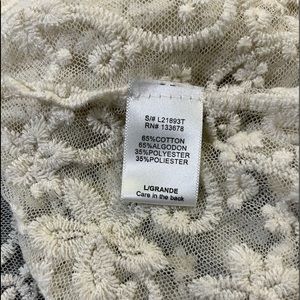 S/# L21893T
RN# 133678
65%COTTON
65%ALGODON
35%POLYESTER
35%POLIESTER
L/GRANDE
Care in the back